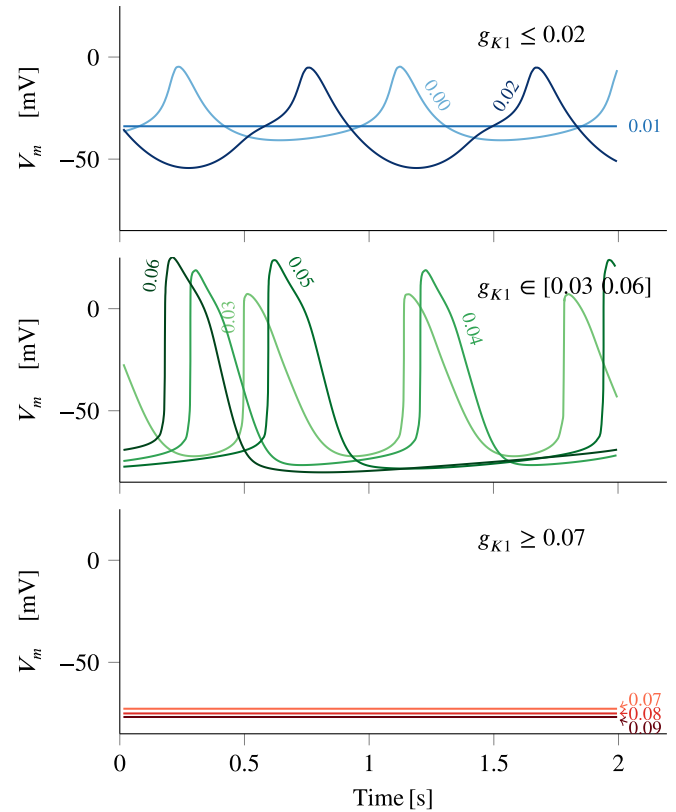 g_{K1} ≤ 0.02
0
−50
V_m [mV]
0.00
0.02
0.01
g_{K1} ∈ [0.03 0.06]
0
−50
V_m [mV]
0.06
0.03
0.05
0.04
g_{K1} ≥ 0.07
0
−50
V_m [mV]
0.07
0.08
0.09
0 0.5 1 1.5 2
Time [s]